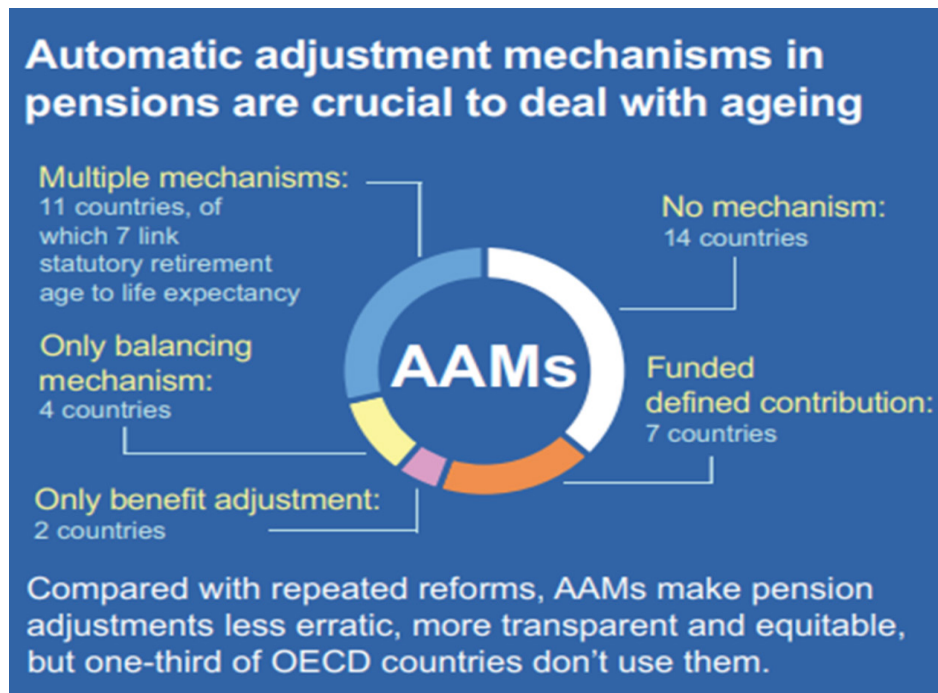 Automatic adjustment mechanisms in
pensions are crucial to deal with ageing
Multiple mechanisms:
11 countries, of
which 7 link
statutory retirement
age to life expectancy
No mechanism:
14 countries
Only balancing
mechanism:
4 countries
AAMs
Funded
defined contribution:
7 countries
Only benefit adjustment:
2 countries
Compared with repeated reforms, AAMs make pension
adjustments less erratic, more transparent and equitable,
but one-third of OECD countries don't use them.